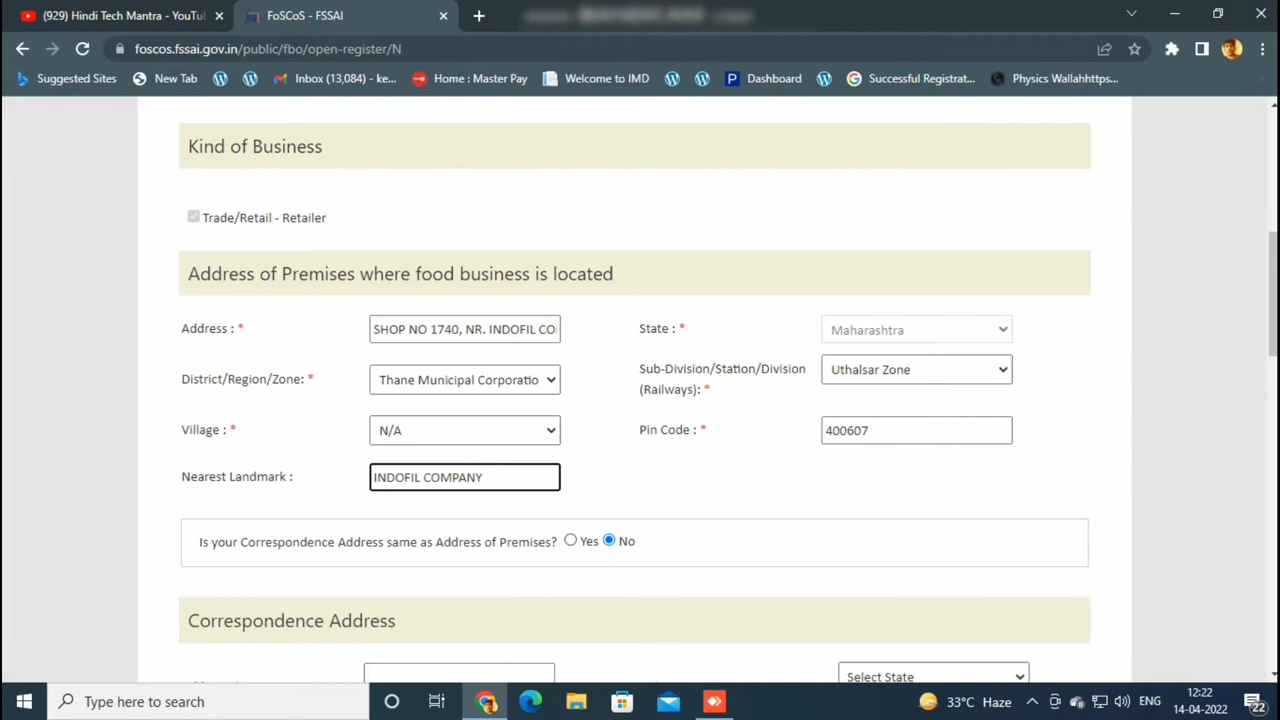 (929) Hindi Tech Mantra - YouTu
FoSCoS - FSSAI
foscos.fssai.gov.in/public/fbo/open-register/N
Suggested Sites
New Tab
Inbox (13,084) - ke...
Home : Master Pay
Welcome to IMD
P Dashboard
Successful Registrat...
Physics Wallahhttps...
Kind of Business
Trade/Retail - Retailer
Address of Premises where food business is located
Address : * SHOP NO 1740, NR. INDOFIL CO
State : * Maharashtra
District/Region/Zone: * Thane Municipal Corporatio
Sub-Division/Station/Division
(Railways): *
Uthalsar Zone
Village : * N/A
Pin Code : * 400607
Nearest Landmark : INDOFIL COMPANY
Is your Correspondence Address same as Address of Premises? Yes No
Correspondence Address
Select State
Type here to search
33°C Haze
ENG
12:22
14-04-2022
22